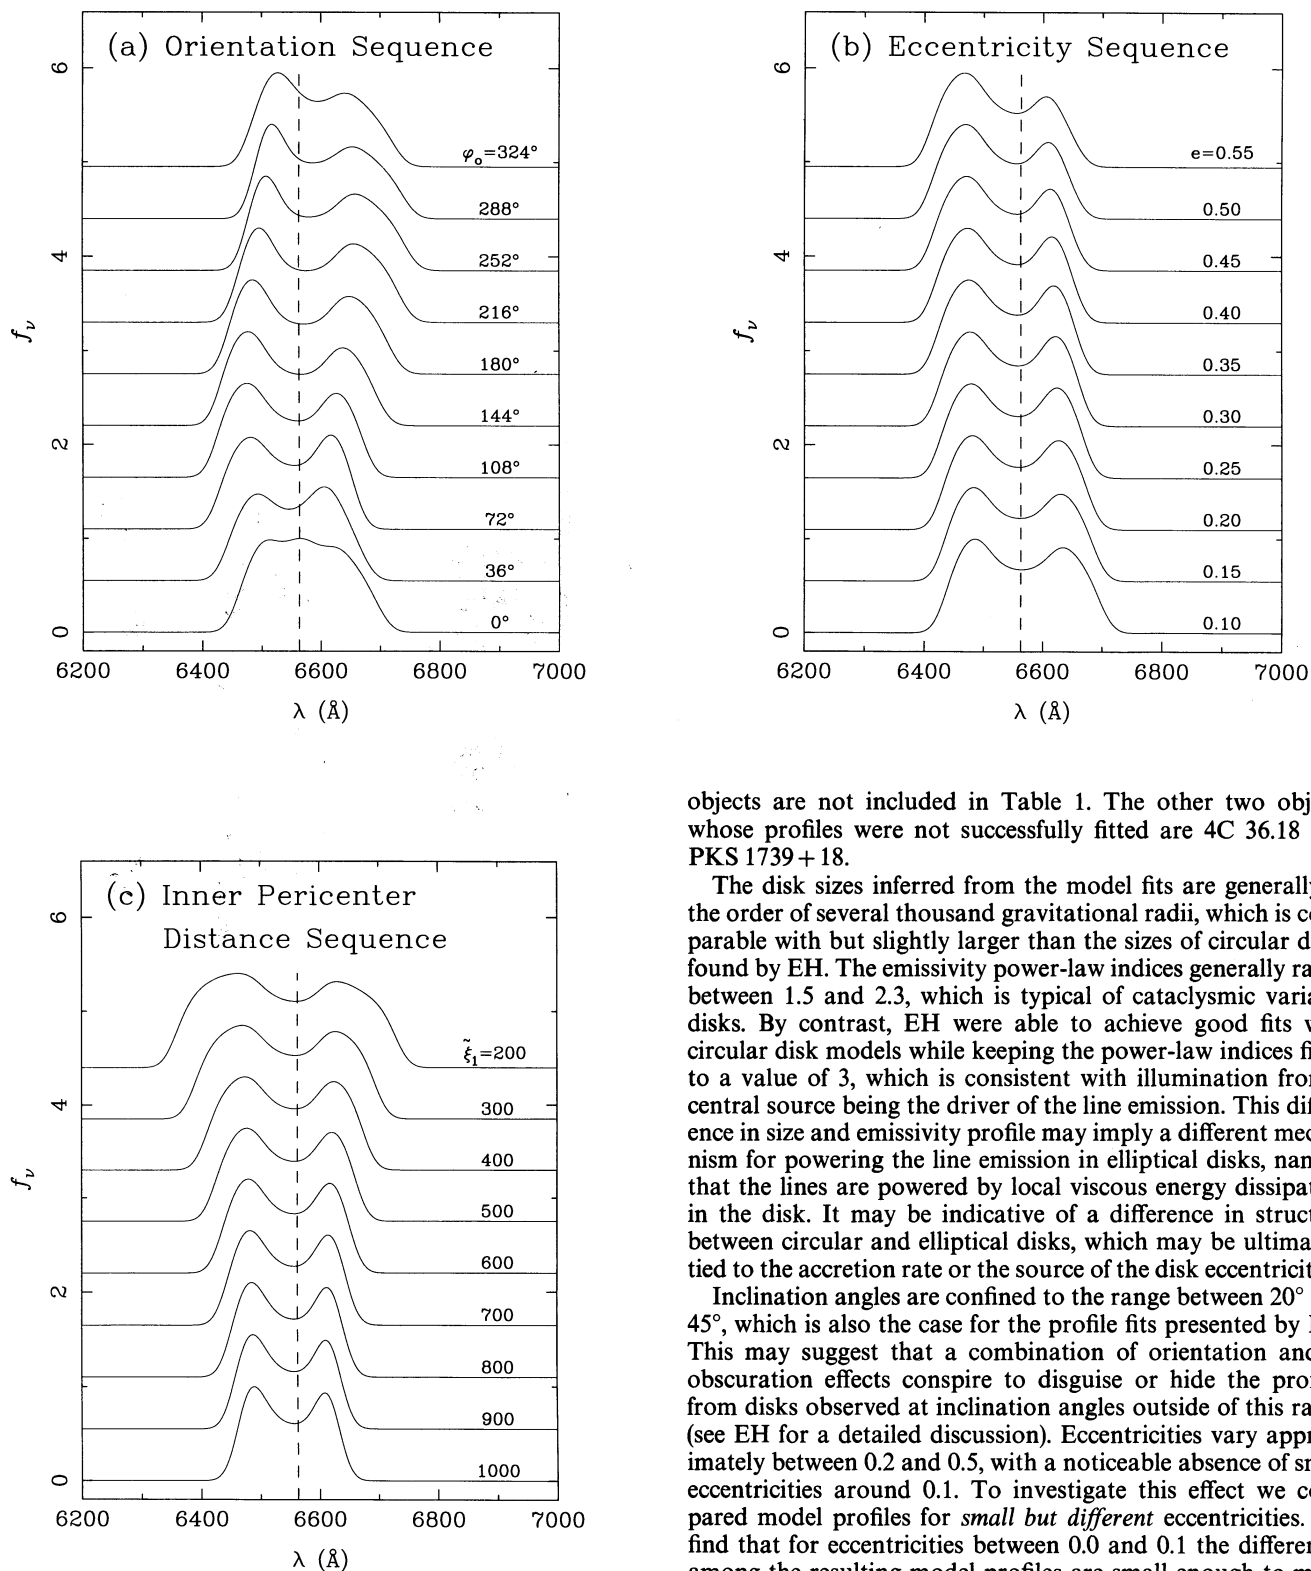 (a) Orientation Sequence
6
4
2
0
fν
φo=324°
288°
252°
216°
180°
144°
108°
72°
36°
0°
6200 6400 6600 6800 7000
λ (Å)
(b) Eccentricity Sequence
6
4
2
0
fν
e=0.55
0.50
0.45
0.40
0.35
0.30
0.25
0.20
0.15
0.10
6200 6400 6600 6800 7000
λ (Å)
(c) Inner Pericenter
Distance Sequence
6
4
2
0
fν
ξ̃1=200
300
400
500
600
700
800
900
1000
6200 6400 6600 6800 7000
λ (Å)
objects are not included in Table 1. The other two obj
whose profiles were not successfully fitted are 4C 36.18
PKS 1739+18.
The disk sizes inferred from the model fits are generally
the order of several thousand gravitational radii, which is co
parable with but slightly larger than the sizes of circular d
found by EH. The emissivity power-law indices generally ra
between 1.5 and 2.3, which is typical of cataclysmic varia
disks. By contrast, EH were able to achieve good fits w
circular disk models while keeping the power-law indices fi
to a value of 3, which is consistent with illumination from
central source being the driver of the line emission. This dif
ence in size and emissivity profile may imply a different mec
nism for powering the line emission in elliptical disks, nam
that the lines are powered by local viscous energy dissipat
in the disk. It may be indicative of a difference in struct
between circular and elliptical disks, which may be ultima
tied to the accretion rate or the source of the disk eccentricit
Inclination angles are confined to the range between 20°
45°, which is also the case for the profile fits presented by
This may suggest that a combination of orientation and
obscuration effects conspire to disguise or hide the pro
from disks observed at inclination angles outside of this ra
(see EH for a detailed discussion). Eccentricities vary appr
imately between 0.2 and 0.5, with a noticeable absence of sm
eccentricities around 0.1. To investigate this effect we co
pared model profiles for small but different eccentricities.
find that for eccentricities between 0.0 and 0.1 the differen
among the resulting model profiles are small enough to m